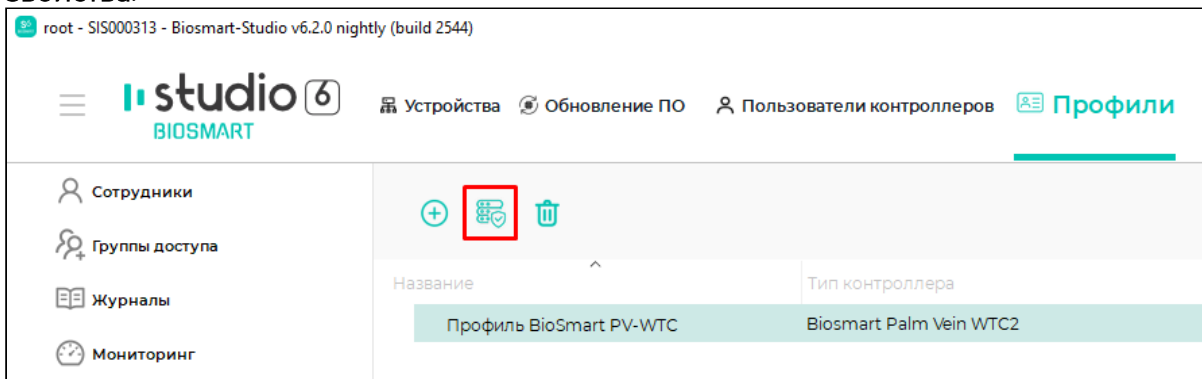 свойства.
root - SIS000313 - Biosmart-Studio v6.2.0 nightly (build 2544)
studio 6
BIOSMART
Устройства Обновление ПО Пользователи контроллеров Профили
Сотрудники
Группы доступа
Журналы
Мониторинг
Название Тип контроллера
Профиль BioSmart PV-WTC Biosmart Palm Vein WTC2